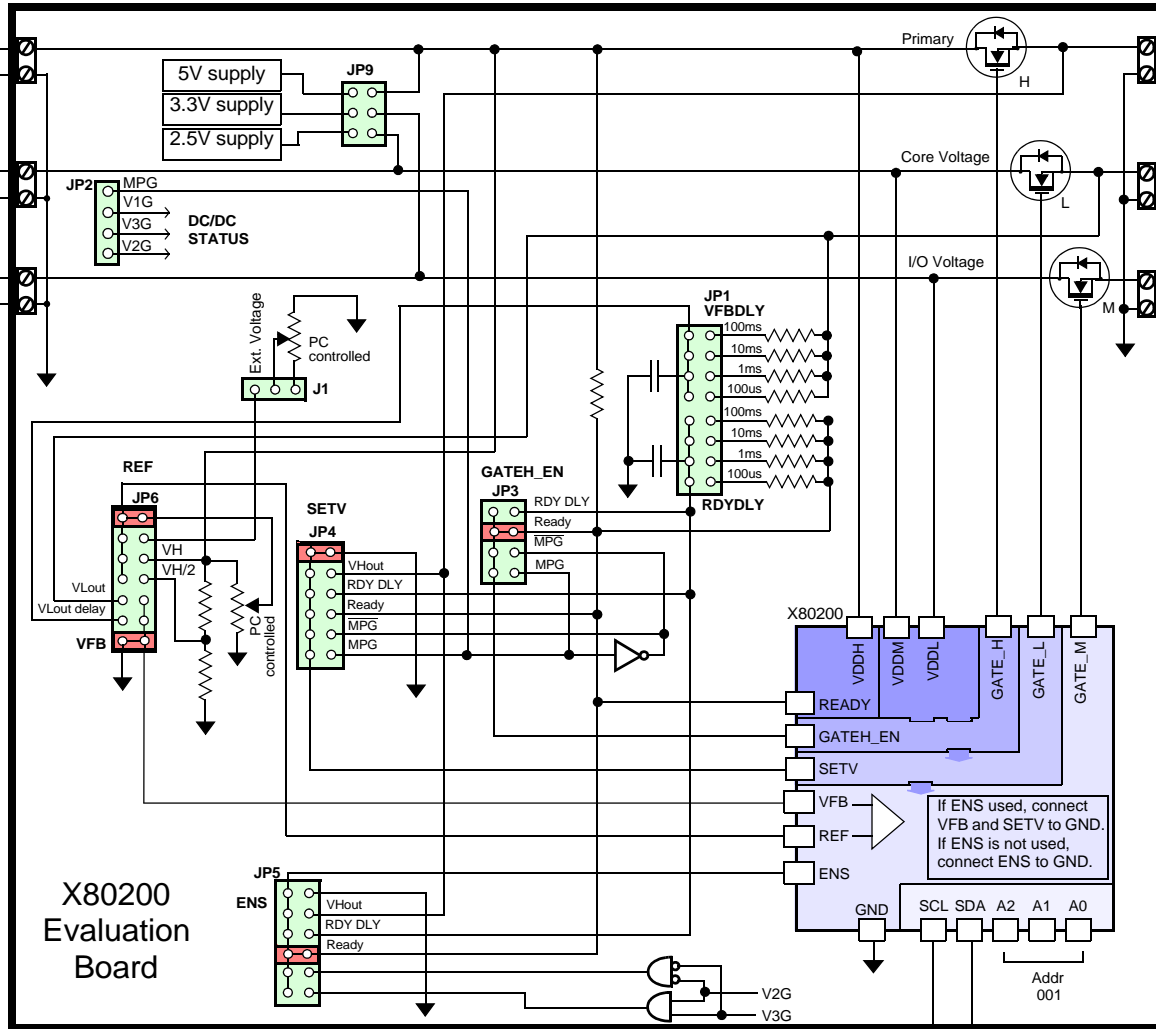 Primary
H
5V supply
3.3V supply
2.5V supply
JP9
Core Voltage
L
JP2
MPG
V1G
V3G
V2G
DC/DC
STATUS
I/O Voltage
M
Ext. Voltage
PC
controlled
J1
JP1
VFBDLY
100ms
10ms
1ms
100us
100ms
10ms
1ms
100us
RDYDLY
REF
JP6
VH
VH/2
VLout
VLout delay
VFB
PC
controlled
SETV
JP4
VHout
RDY DLY
Ready
MPG
MPG
GATEH_EN
JP3
RDY DLY
Ready
MPG
MPG
X80200
VDDH
VDDM
VDDL
GATE_H
GATE_L
GATE_M
READY
GATEH_EN
SETV
VFB
REF
ENS
If ENS used, connect
VFB and SETV to GND.
If ENS is not used,
connect ENS to GND.
GND
SCL
SDA
A2
A1
A0
Addr
001
JP5
ENS
VHout
RDY DLY
Ready
V2G
V3G
X80200
Evaluation
Board